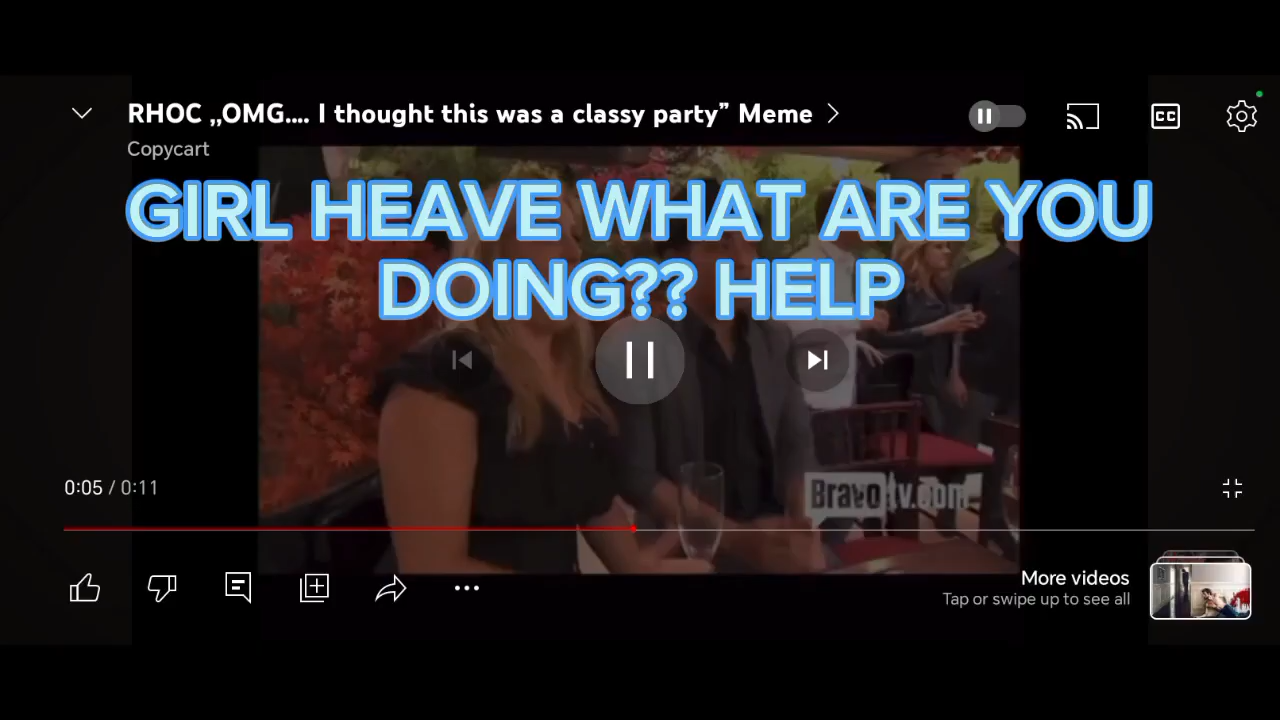 RHOC „OMG.... I thought this was a classy party” Meme
Copycart
GIRL HEAVE WHAT ARE YOU
DOING?? HELP
CC
Bravotv.com
0:05 / 0:11
More videos
Tap or swipe up to see all